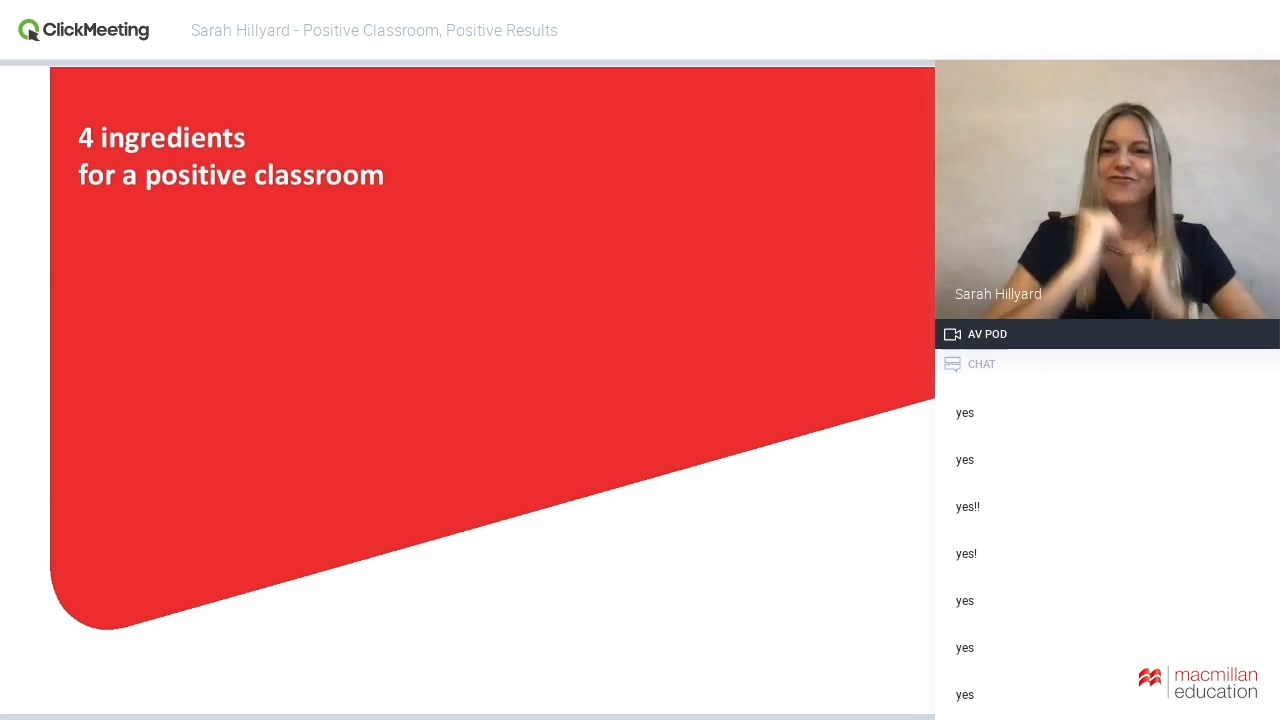 ClickMeeting
Sarah Hillyard - Positive Classroom, Positive Results
4 ingredients
for a positive classroom
Sarah Hillyard
AV POD
CHAT
yes
yes
yes!!
yes!
yes
yes
yes
macmillan
education